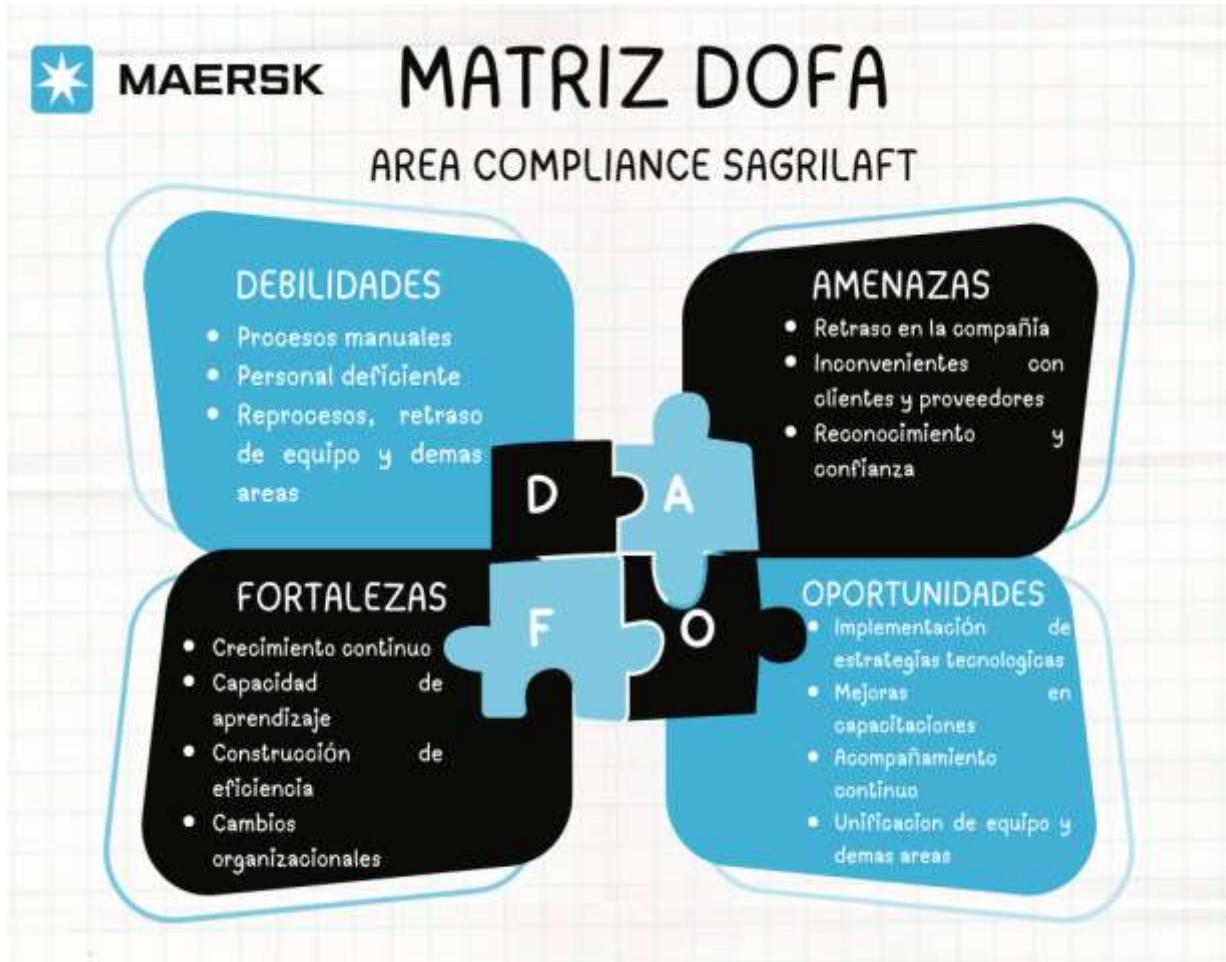 MAERSK
MATRIZ DOFA
AREA COMPLIANCE SAGRILAFT
DEBILIDADES
Procesos manuales
Personal deficiente
Reprocesos, retraso
de equipo y demas
areas
AMENAZAS
Retraso en la compañia
Inconvenientes con
clientes y proveedores
Reconocimiento y
confianza
D
A
F
O
FORTALEZAS
Crecimiento continuo
Capacidad de
aprendizaje
Construcción de
eficiencia
Cambios
organizacionales
OPORTUNIDADES
Implementación de
estrategias tecnologicas
Mejoras en
capacitaciones
Acompañamiento
continuo
Unificacion de equipo y
demas areas